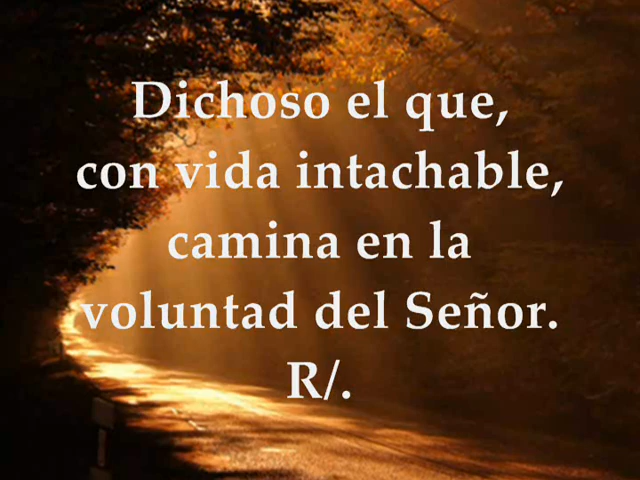 Dichoso el que,
con vida intachable,
camina en la
voluntad del Señor.
R/.